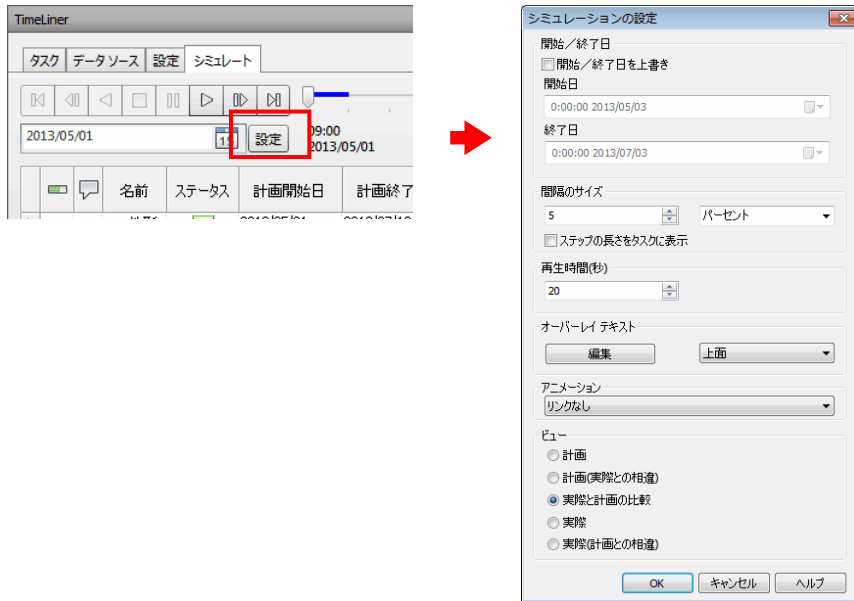 TimeLiner
タスク データソース 設定 シミュレート
2013/05/01 15 設定 09:00
2013/05/01
名前 ステータス 計画開始日 計画終了
シミュレーションの設定
開始/終了日
開始/終了日を上書き
開始日
0:00:00 2013/05/03
終了日
0:00:00 2013/07/03
間隔のサイズ
5 パーセント
ステップの長さをタスクに表示
再生時間(秒)
20
オーバーレイ テキスト
編集 上面
アニメーション
リンクなし
ビュー
計画
計画(実際との相違)
実際と計画の比較
実際
実際(計画との相違)
OK キャンセル ヘルプ